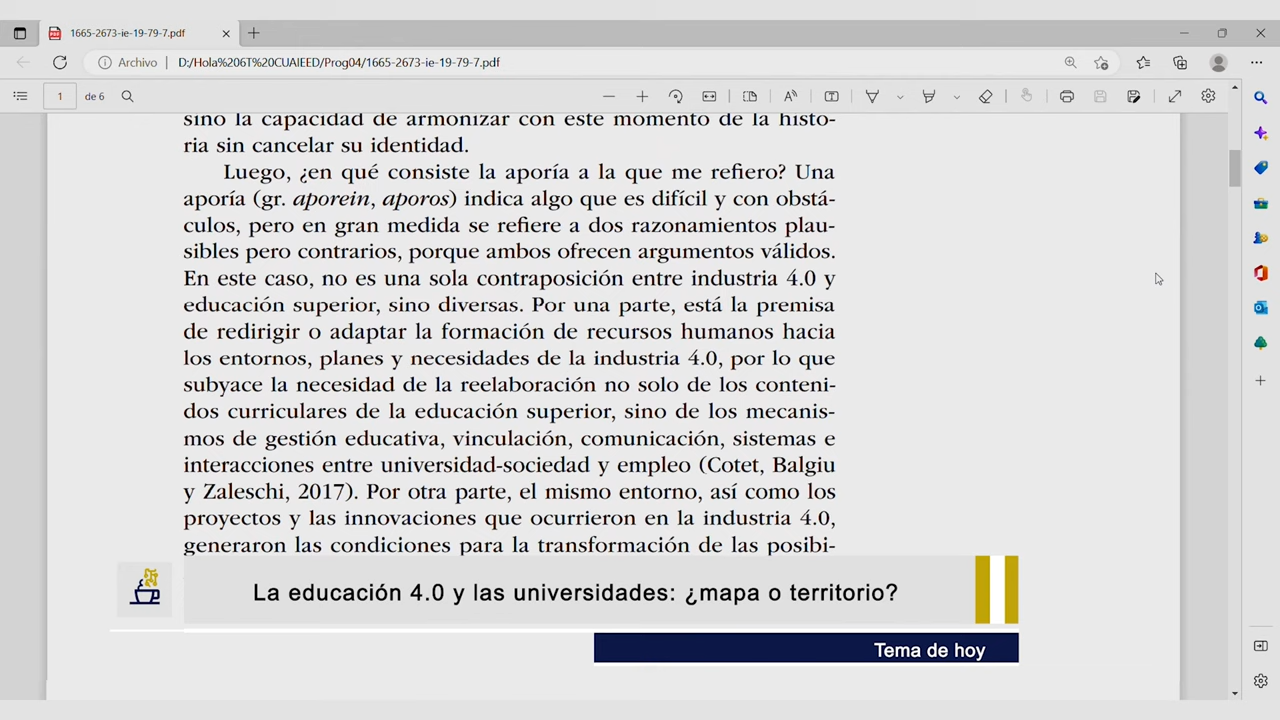 1665-2673-ie-19-79-7.pdf
Archivo
D:/Hola%206T%20CUAIEED/Prog04/1665-2673-ie-19-79-7.pdf
1 de 6
sino la capacidad de armonizar con este momento de la histo-
ria sin cancelar su identidad.
Luego, ¿en qué consiste la aporía a la que me refiero? Una
aporía (gr. aporein, aporos) indica algo que es difícil y con obstá-
culos, pero en gran medida se refiere a dos razonamientos plau-
sibles pero contrarios, porque ambos ofrecen argumentos válidos.
En este caso, no es una sola contraposición entre industria 4.0 y
educación superior, sino diversas. Por una parte, está la premisa
de redirigir o adaptar la formación de recursos humanos hacia
los entornos, planes y necesidades de la industria 4.0, por lo que
subyace la necesidad de la reelaboración no solo de los conteni-
dos curriculares de la educación superior, sino de los mecanis-
mos de gestión educativa, vinculación, comunicación, sistemas e
interacciones entre universidad-sociedad y empleo (Cotet, Balgiu
y Zaleschi, 2017). Por otra parte, el mismo entorno, así como los
proyectos y las innovaciones que ocurrieron en la industria 4.0,
generaron las condiciones para la transformación de las posibi-
La educación 4.0 y las universidades: ¿mapa o territorio?
Tema de hoy